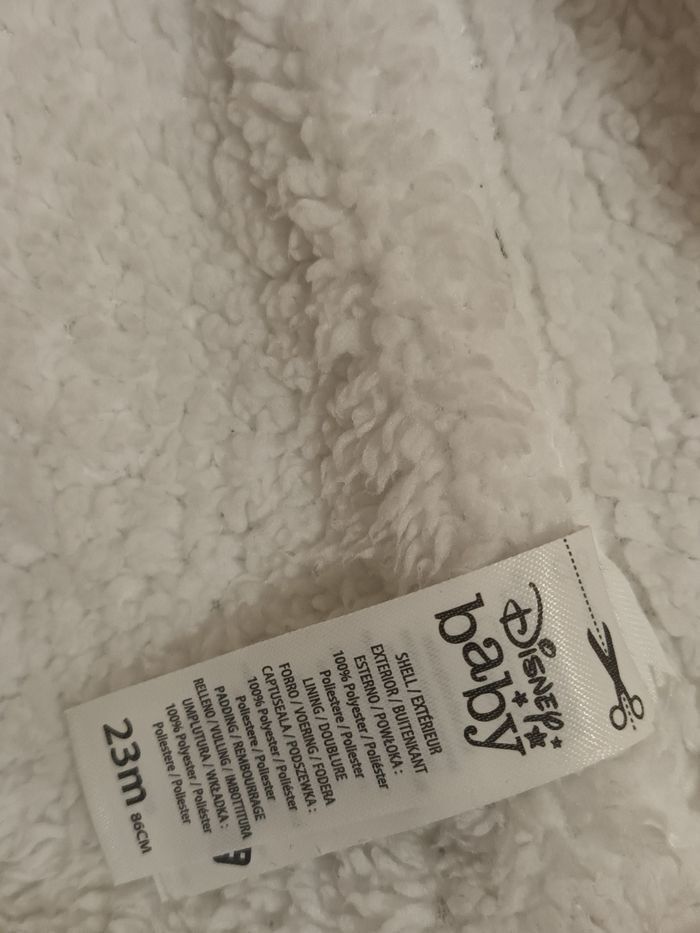 Disney
baby
SHELL / EXTÉRIEUR
EXTERIOR / BUITENKANT
ESTERNO / POWŁOKA :
100% Polyester / Poliéster
Poliestere / Poliester
LINING / DOUBLURE
FORRO / VOERING / FODERA
CAPTUSEALA / PODSZEWKA :
100% Polyester / Poliéster
Poliestere / Poliester
PADDING / REMBOURRAGE
RELLENO / VULLING / IMBOTTITURA
UMPLUTURA / WKŁADKA :
100% Polyester / Poliéster
Poliestere / Poliester
23m 86CM